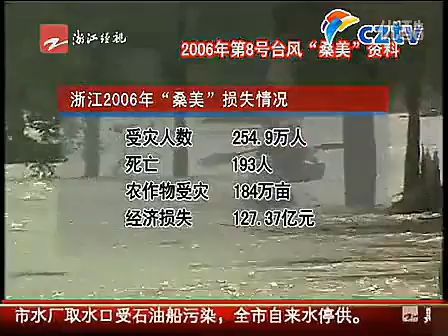 浙江经视
CZTV
2006年第8号台风“桑美”资料
浙江2006年“桑美”损失情况
受灾人数 254.9万人
死亡 193人
农作物受灾 184万亩
经济损失 127.37亿元
市水厂取水口受石油船污染，全市自来水停供。